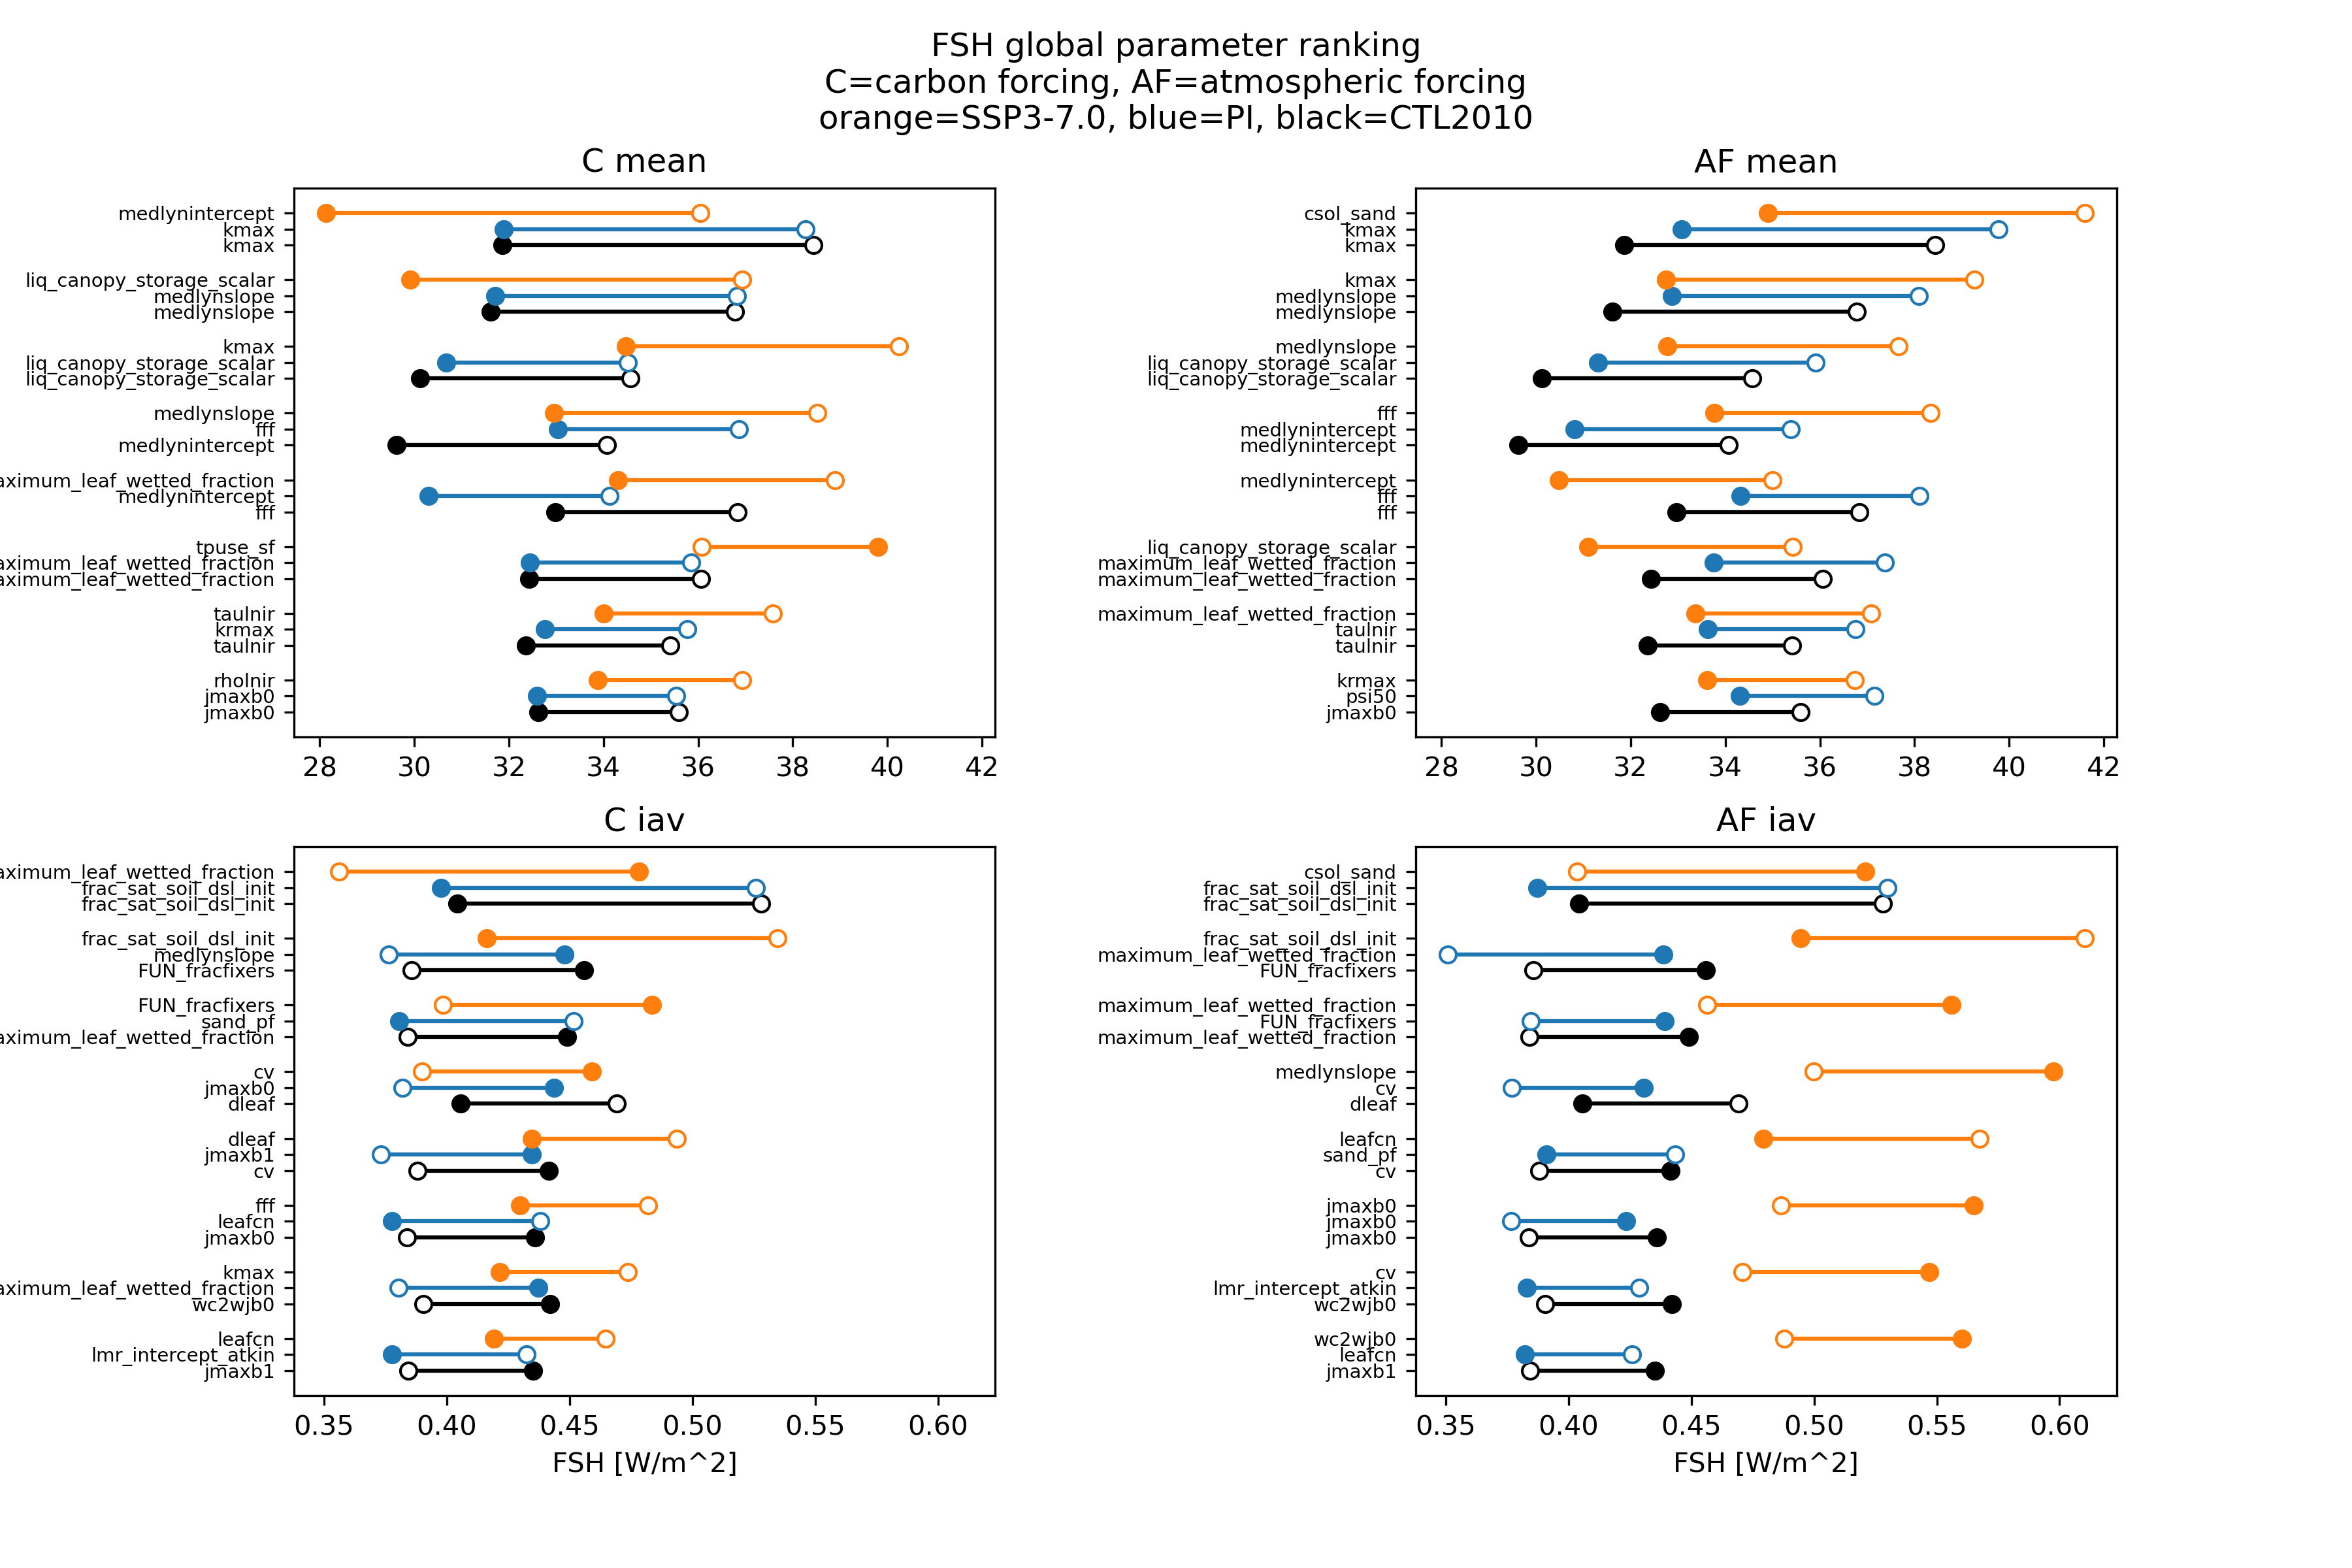 FSH global parameter ranking
C=carbon forcing, AF=atmospheric forcing
orange=SSP3-7.0, blue=PI, black=CTL2010
C mean
medlynintercept
kmax
kmax
liq_canopy_storage_scalar
medlynslope
medlynslope
kmax
liq_canopy_storage_scalar
liq_canopy_storage_scalar
medlynslope
fff
medlynintercept
aximum_leaf_wetted_fraction
medlynintercept
fff
tpuse_sf
aximum_leaf_wetted_fraction
aximum_leaf_wetted_fraction
taulnir
krmax
taulnir
rholnir
jmaxb0
jmaxb0
28 30 32 34 36 38 40 42
AF mean
csol_sand
kmax
kmax
kmax
medlynslope
medlynslope
medlynslope
liq_canopy_storage_scalar
liq_canopy_storage_scalar
fff
medlynintercept
medlynintercept
medlynintercept
fff
fff
liq_canopy_storage_scalar
maximum_leaf_wetted_fraction
maximum_leaf_wetted_fraction
maximum_leaf_wetted_fraction
taulnir
taulnir
krmax
psi50
jmaxb0
28 30 32 34 36 38 40 42
C iav
aximum_leaf_wetted_fraction
frac_sat_soil_dsl_init
frac_sat_soil_dsl_init
frac_sat_soil_dsl_init
medlynslope
FUN_fracfixers
FUN_fracfixers
sand_pf
aximum_leaf_wetted_fraction
cv
jmaxb0
dleaf
dleaf
jmaxb1
cv
fff
leafcn
jmaxb0
kmax
aximum_leaf_wetted_fraction
wc2wjb0
leafcn
lmr_intercept_atkin
jmaxb1
0.35 0.40 0.45 0.50 0.55 0.60
FSH [W/m^2]
AF iav
csol_sand
frac_sat_soil_dsl_init
frac_sat_soil_dsl_init
frac_sat_soil_dsl_init
maximum_leaf_wetted_fraction
FUN_fracfixers
maximum_leaf_wetted_fraction
FUN_fracfixers
maximum_leaf_wetted_fraction
medlynslope
cv
dleaf
leafcn
sand_pf
cv
jmaxb0
jmaxb0
jmaxb0
cv
lmr_intercept_atkin
wc2wjb0
wc2wjb0
leafcn
jmaxb1
0.35 0.40 0.45 0.50 0.55 0.60
FSH [W/m^2]